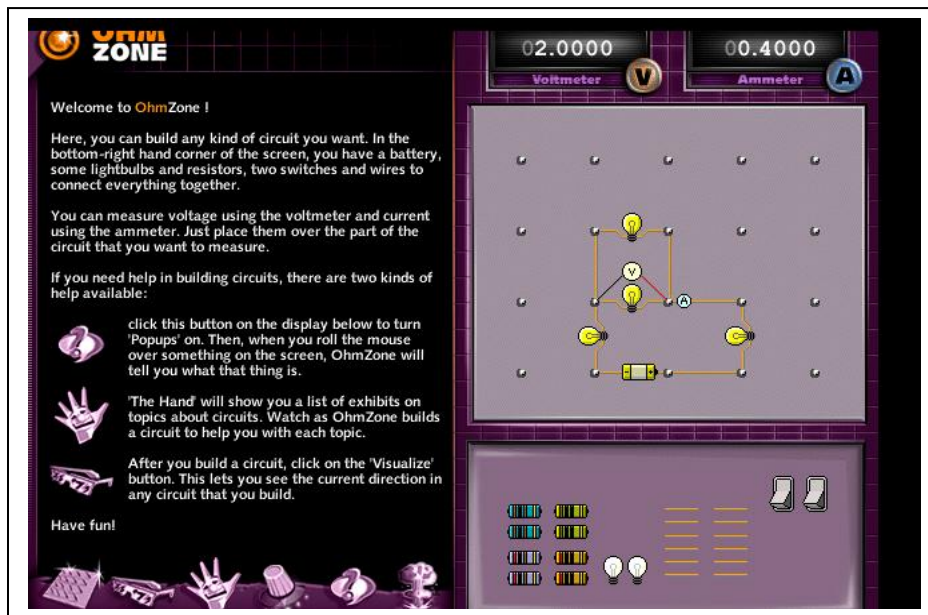 OHM
ZONE
Welcome to OhmZone !
Here, you can build any kind of circuit you want. In the
bottom-right hand corner of the screen, you have a battery,
some lightbulbs and resistors, two switches and wires to
connect everything together.
You can measure voltage using the voltmeter and current
using the ammeter. Just place them over the part of the
circuit that you want to measure.
If you need help in building circuits, there are two kinds of
help available:
click this button on the display below to turn
'Popups' on. Then, when you roll the mouse
over something on the screen, OhmZone will
tell you what that thing is.
'The Hand' will show you a list of exhibits on
topics about circuits. Watch as OhmZone builds
a circuit to help you with each topic.
After you build a circuit, click on the 'Visualize'
button. This lets you see the current direction in
any circuit that you build.
Have fun!
02.0000
Voltmeter
V
00.4000
Ammeter
A
V
A
- +